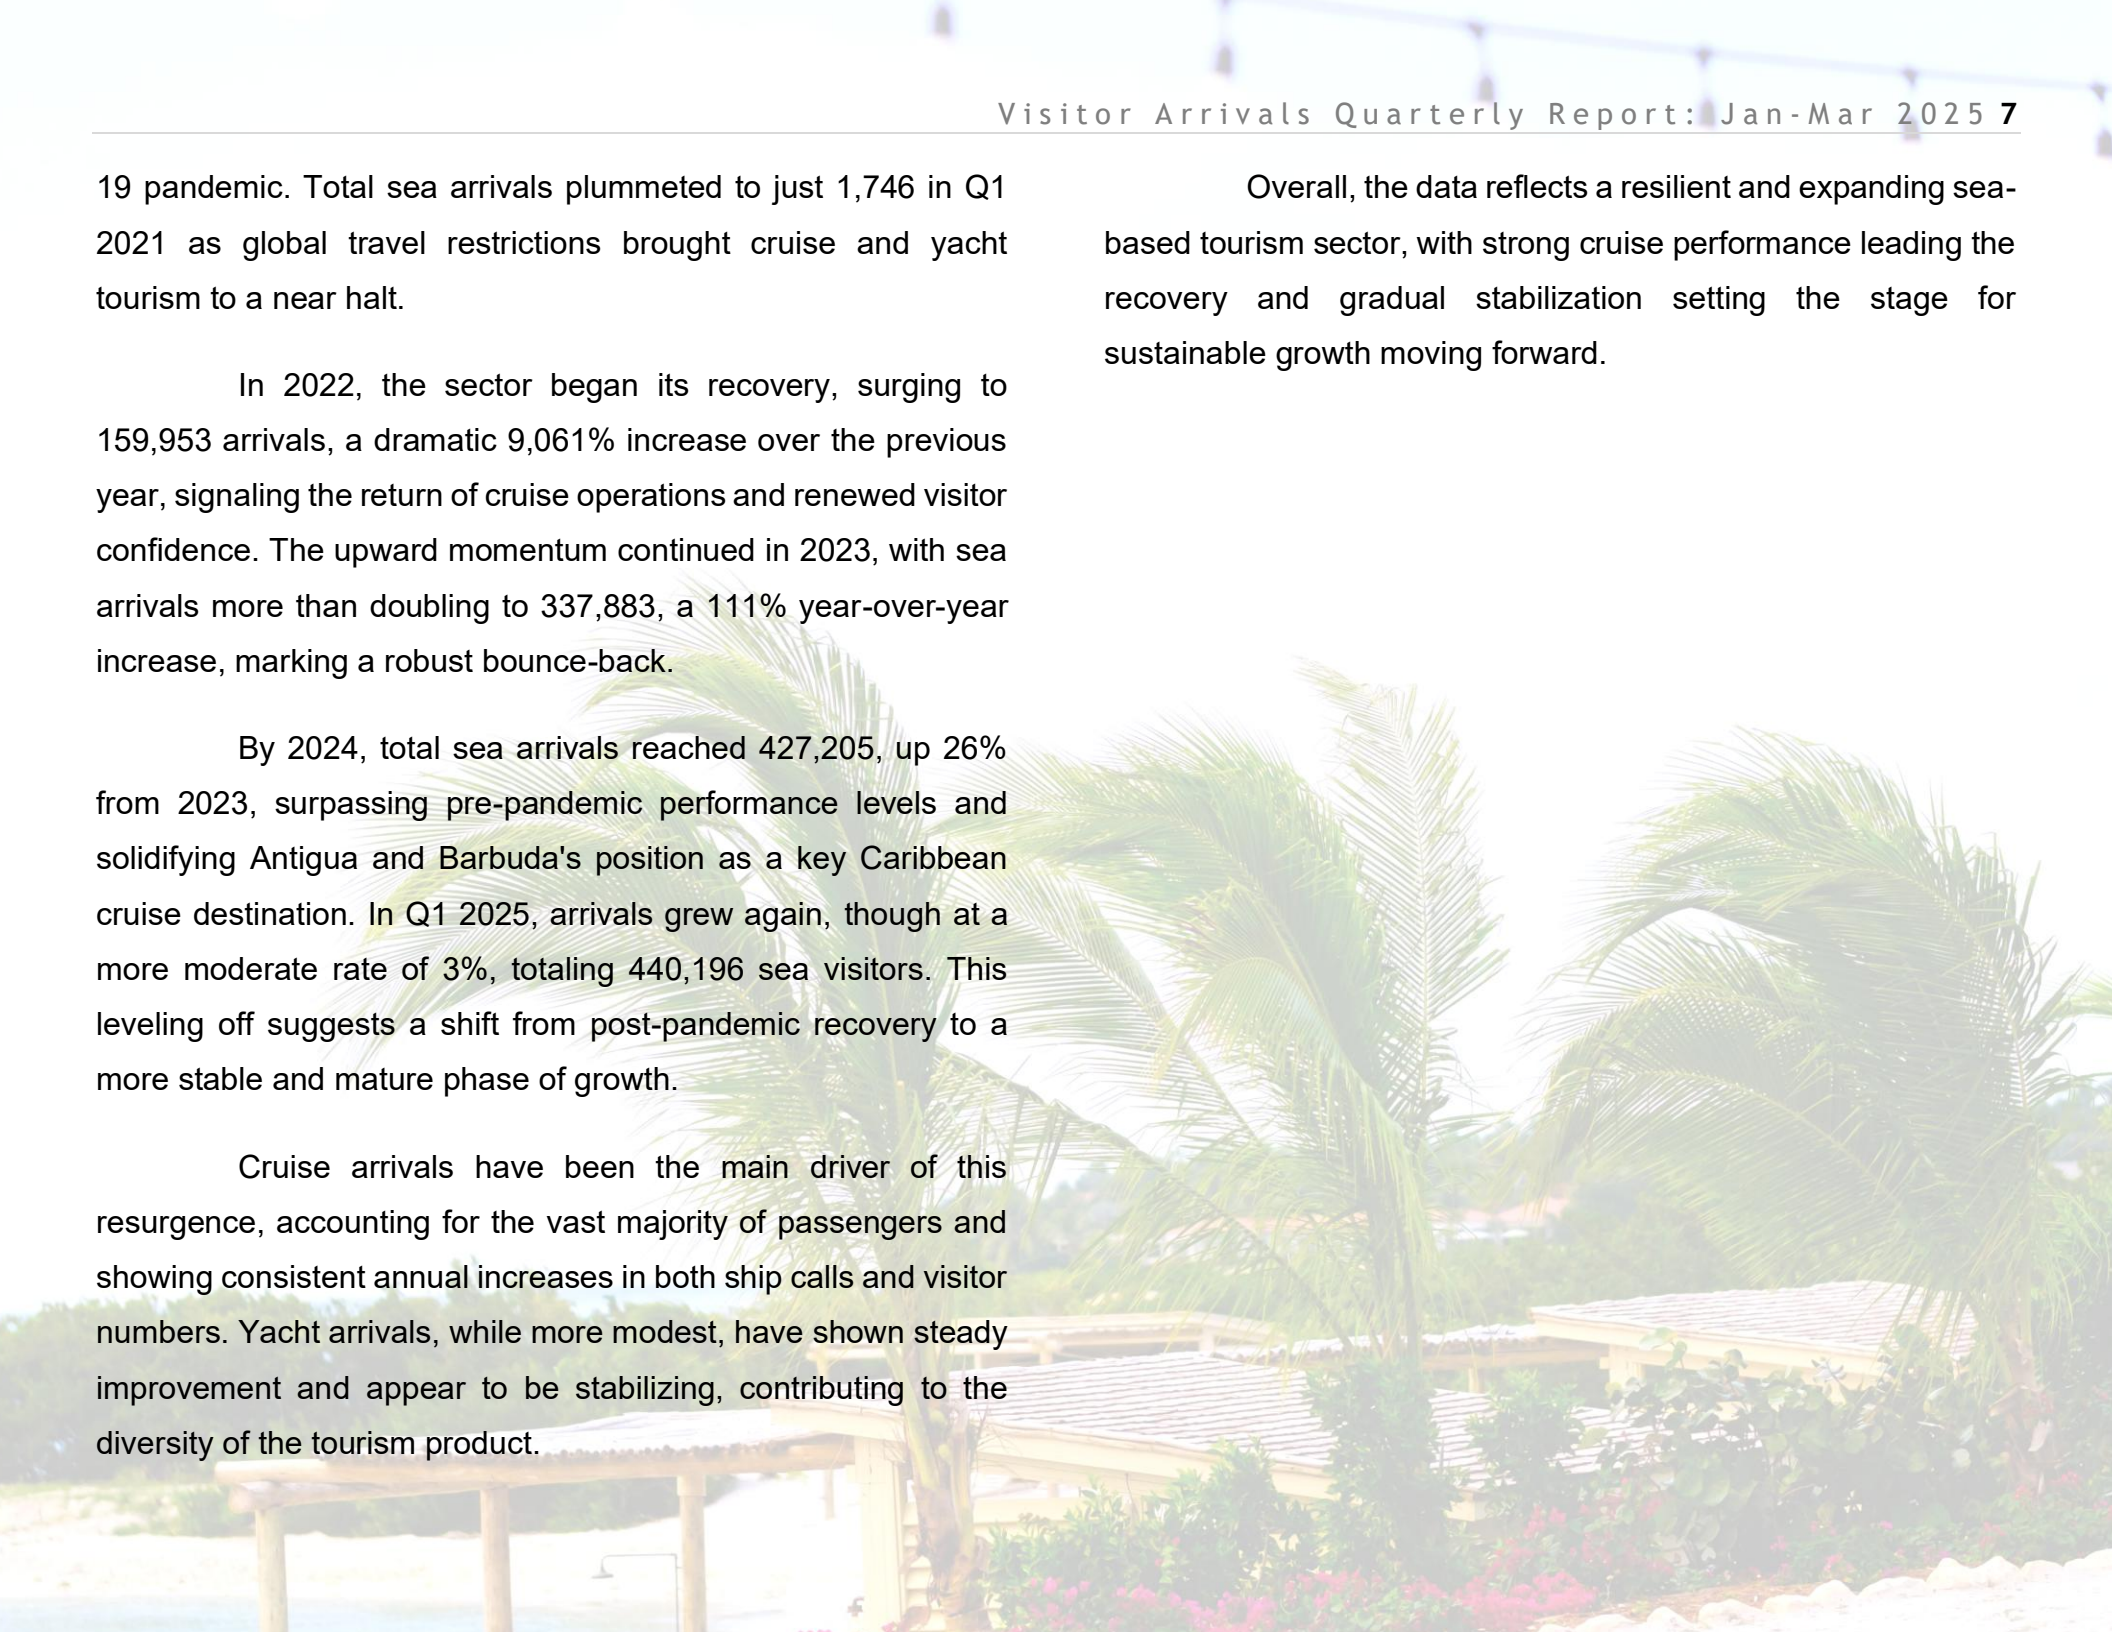 Visitor Arrivals Quarterly Report: Jan-Mar 2025 7
19 pandemic. Total sea arrivals plummeted to just 1,746 in Q1
2021 as global travel restrictions brought cruise and yacht
tourism to a near halt.
In 2022, the sector began its recovery, surging to
159,953 arrivals, a dramatic 9,061% increase over the previous
year, signaling the return of cruise operations and renewed visitor
confidence. The upward momentum continued in 2023, with sea
arrivals more than doubling to 337,883, a 111% year-over-year
increase, marking a robust bounce-back.
By 2024, total sea arrivals reached 427,205, up 26%
from 2023, surpassing pre-pandemic performance levels and
solidifying Antigua and Barbuda's position as a key Caribbean
cruise destination. In Q1 2025, arrivals grew again, though at a
more moderate rate of 3%, totaling 440,196 sea visitors. This
leveling off suggests a shift from post-pandemic recovery to a
more stable and mature phase of growth.
Cruise arrivals have been the main driver of this
resurgence, accounting for the vast majority of passengers and
showing consistent annual increases in both ship calls and visitor
numbers. Yacht arrivals, while more modest, have shown steady
improvement and appear to be stabilizing, contributing to the
diversity of the tourism product.
Overall, the data reflects a resilient and expanding sea-
based tourism sector, with strong cruise performance leading the
recovery and gradual stabilization setting the stage for
sustainable growth moving forward.